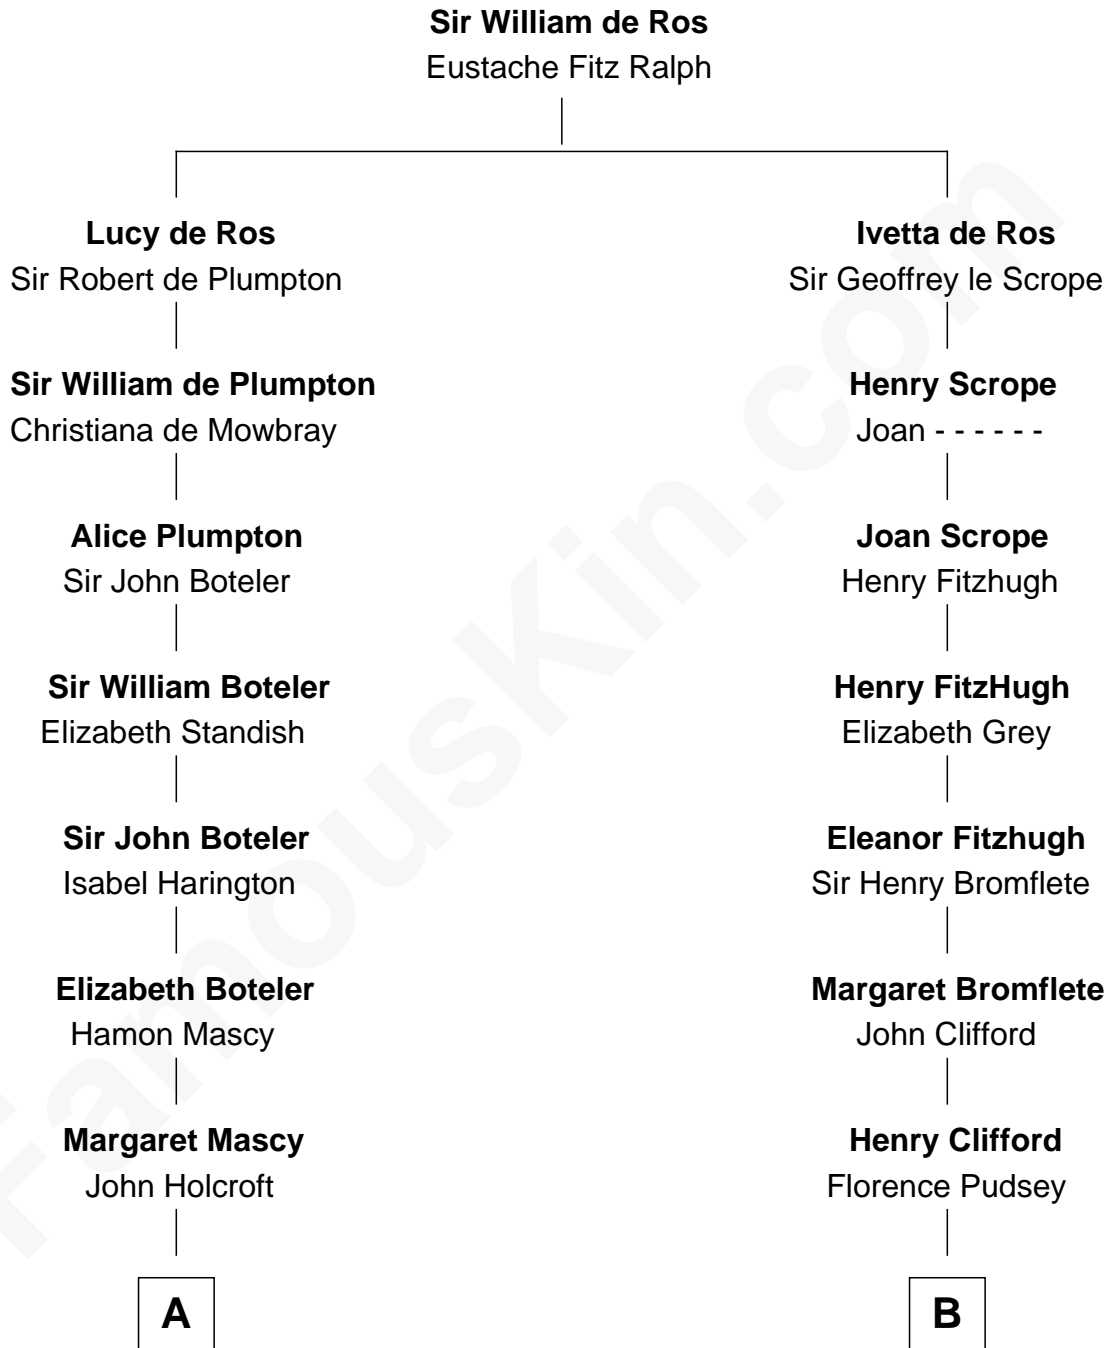 Sir William de Ros
Eustache Fitz Ralph
Lucy de Ros
Sir Robert de Plumpton
Ivetta de Ros
Sir Geoffrey le Scrope
Sir William de Plumpton
Christiana de Mowbray
Henry Scrope
Joan - - - - - -
Alice Plumpton
Sir John Boteler
Joan Scrope
Henry Fitzhugh
Sir William Boteler
Elizabeth Standish
Henry FitzHugh
Elizabeth Grey
Sir John Boteler
Isabel Harington
Eleanor Fitzhugh
Sir Henry Bromflete
Elizabeth Boteler
Hamon Mascy
Margaret Bromflete
John Clifford
Margaret Mascy
John Holcroft
Henry Clifford
Florence Pudsey
A
B
FamousKin.com